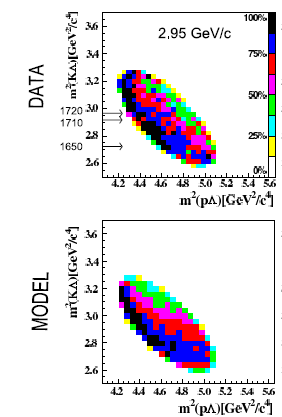 DATA
m²(KΛ)[GeV²/c⁴]
3.6
3.4
3.2
3.0
2.8
2.6
1720
1710
1650
2,95 GeV/c
100%
75%
50%
25%
0%
4.2 4.4 4.6 4.8 5.0 5.2 5.4 5.6
m²(pΛ)[GeV²/c⁴]
MODEL
m²(KΛ)[GeV²/c⁴]
3.6
3.4
3.2
3.0
2.8
2.6
4.2 4.4 4.6 4.8 5.0 5.2 5.4 5.6
m²(pΛ)[GeV²/c⁴]